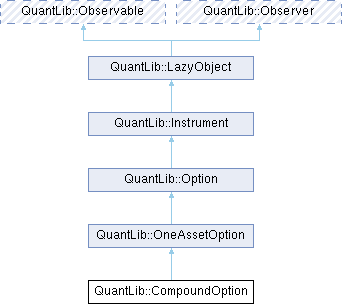 QuantLib::Observable
QuantLib::Observer
QuantLib::LazyObject
QuantLib::Instrument
QuantLib::Option
QuantLib::OneAssetOption
QuantLib::CompoundOption